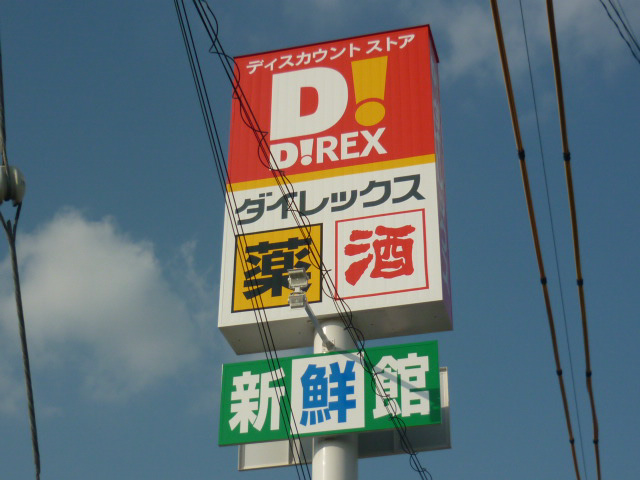 ディスカウント ストア
D!
D!REX
ダイレックス
薬 酒
新鮮館